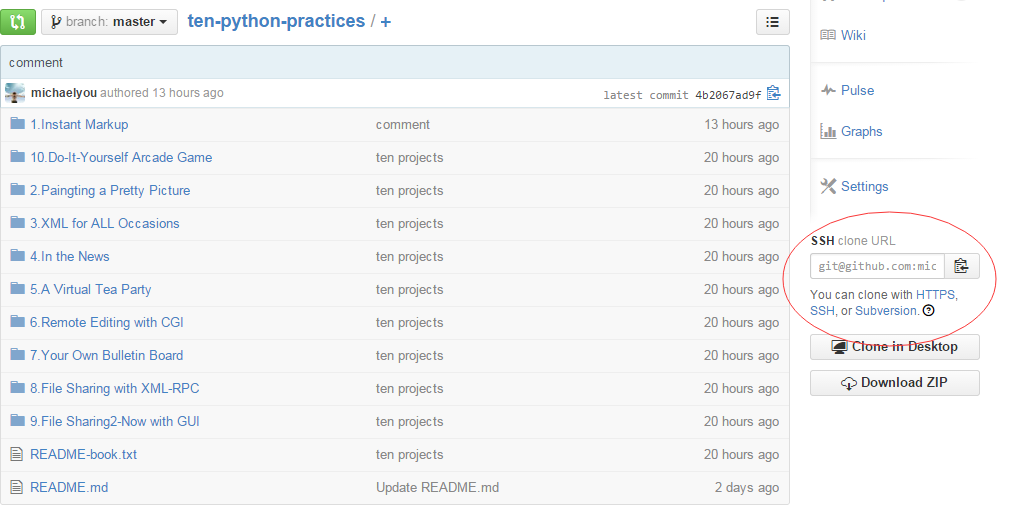 branch: master
ten-python-practices / +
comment
michaelyou authored 13 hours ago
latest commit 4b2067ad9f
1.Instant Markup comment 13 hours ago
10.Do-It-Yourself Arcade Game ten projects 20 hours ago
2.Paingting a Pretty Picture ten projects 20 hours ago
3.XML for ALL Occasions ten projects 20 hours ago
4.In the News ten projects 20 hours ago
5.A Virtual Tea Party ten projects 20 hours ago
6.Remote Editing with CGI ten projects 20 hours ago
7.Your Own Bulletin Board ten projects 20 hours ago
8.File Sharing with XML-RPC ten projects 20 hours ago
9.File Sharing2-Now with GUI ten projects 20 hours ago
README-book.txt ten projects 20 hours ago
README.md Update README.md 2 days ago
Wiki
Pulse
Graphs
Settings
SSH clone URL
git@github.com:mic
You can clone with HTTPS,
SSH, or Subversion.
Clone in Desktop
Download ZIP